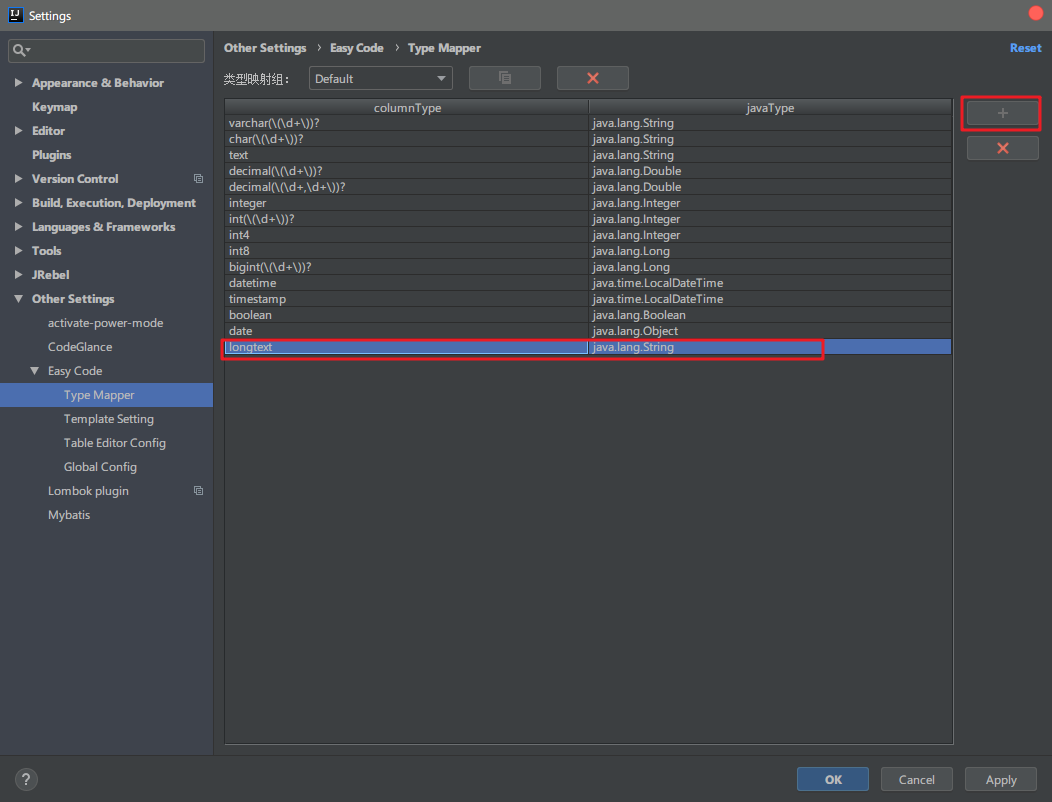 Settings
Other Settings › Easy Code › Type Mapper
Reset
类型映射组：
Default
Appearance & Behavior
Keymap
Editor
Plugins
Version Control
Build, Execution, Deployment
Languages & Frameworks
Tools
JRebel
Other Settings
activate-power-mode
CodeGlance
Easy Code
Type Mapper
Template Setting
Table Editor Config
Global Config
Lombok plugin
Mybatis
columnType javaType
varchar(\(\d+\))? java.lang.String
char(\(\d+\))? java.lang.String
text java.lang.String
decimal(\(\d+\))? java.lang.Double
decimal(\(\d+,\d+\))? java.lang.Double
integer java.lang.Integer
int(\(\d+\))? java.lang.Integer
int4 java.lang.Integer
int8 java.lang.Long
bigint(\(\d+\))? java.lang.Long
datetime java.time.LocalDateTime
timestamp java.time.LocalDateTime
boolean java.lang.Boolean
date java.lang.Object
longtext java.lang.String
?
OK
Cancel
Apply